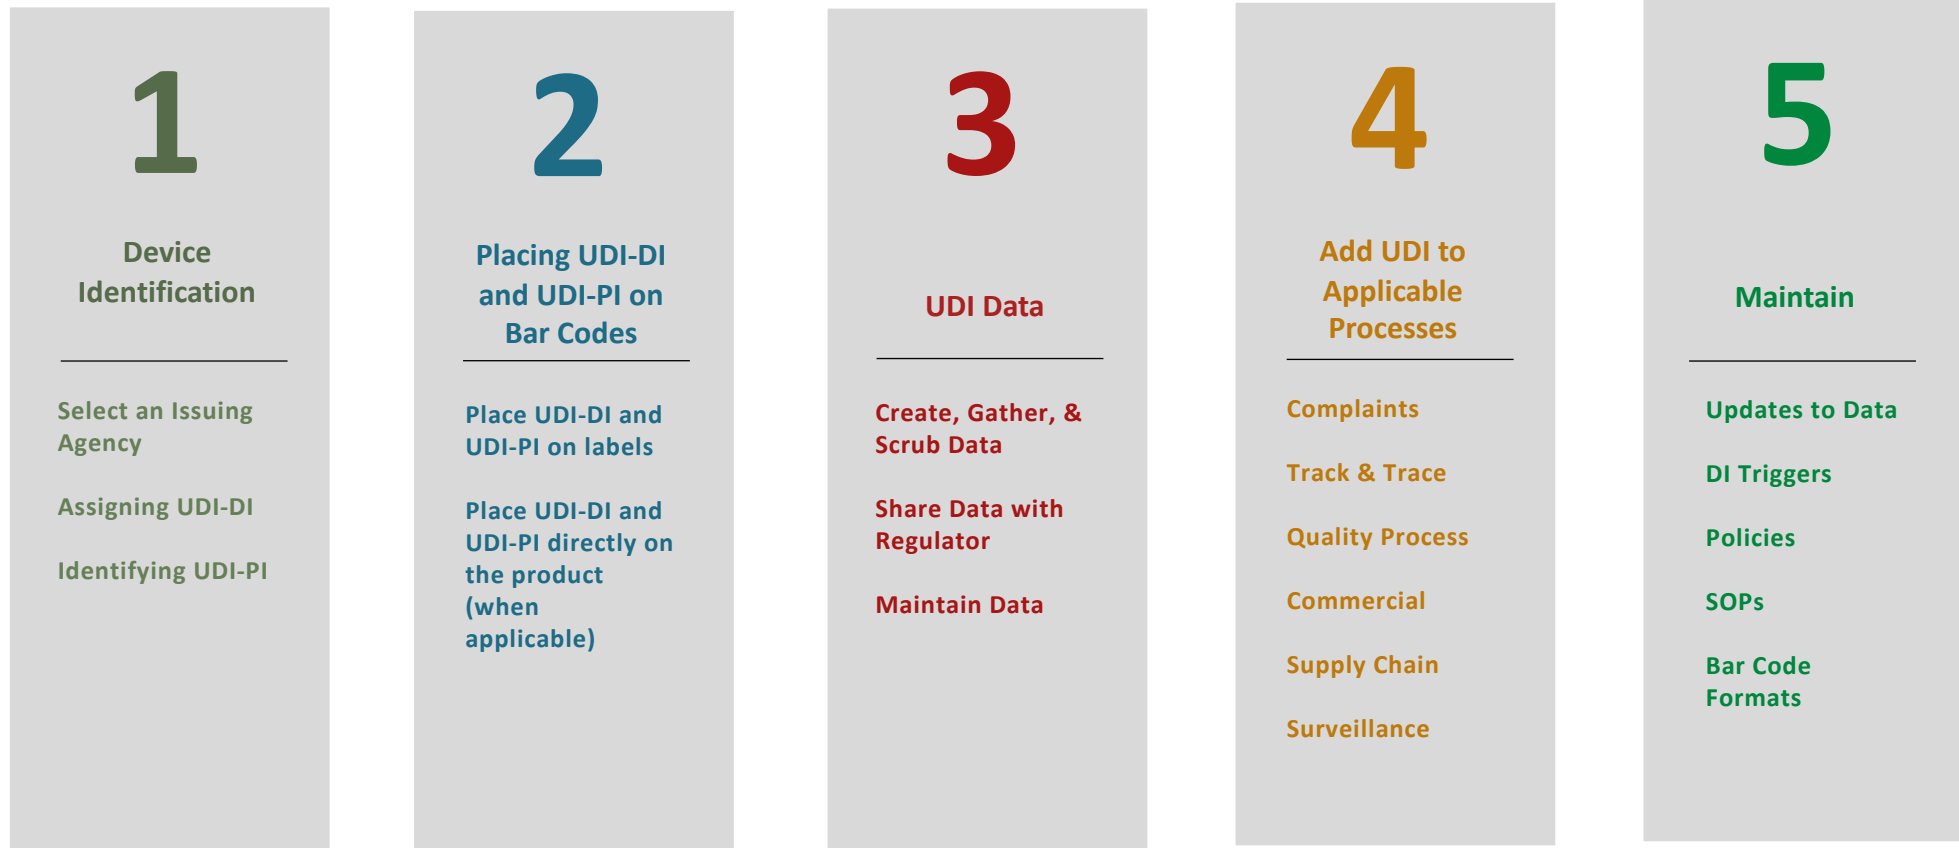 1
Device
Identification
Select an Issuing
Agency
Assigning UDI-DI
Identifying UDI-PI
2
Placing UDI-DI
and UDI-PI on
Bar Codes
Place UDI-DI and
UDI-PI on labels
Place UDI-DI and
UDI-PI directly on
the product
(when
applicable)
3
UDI Data
Create, Gather, &
Scrub Data
Share Data with
Regulator
Maintain Data
4
Add UDI to
Applicable
Processes
Complaints
Track & Trace
Quality Process
Commercial
Supply Chain
Surveillance
5
Maintain
Updates to Data
DI Triggers
Policies
SOPs
Bar Code
Formats